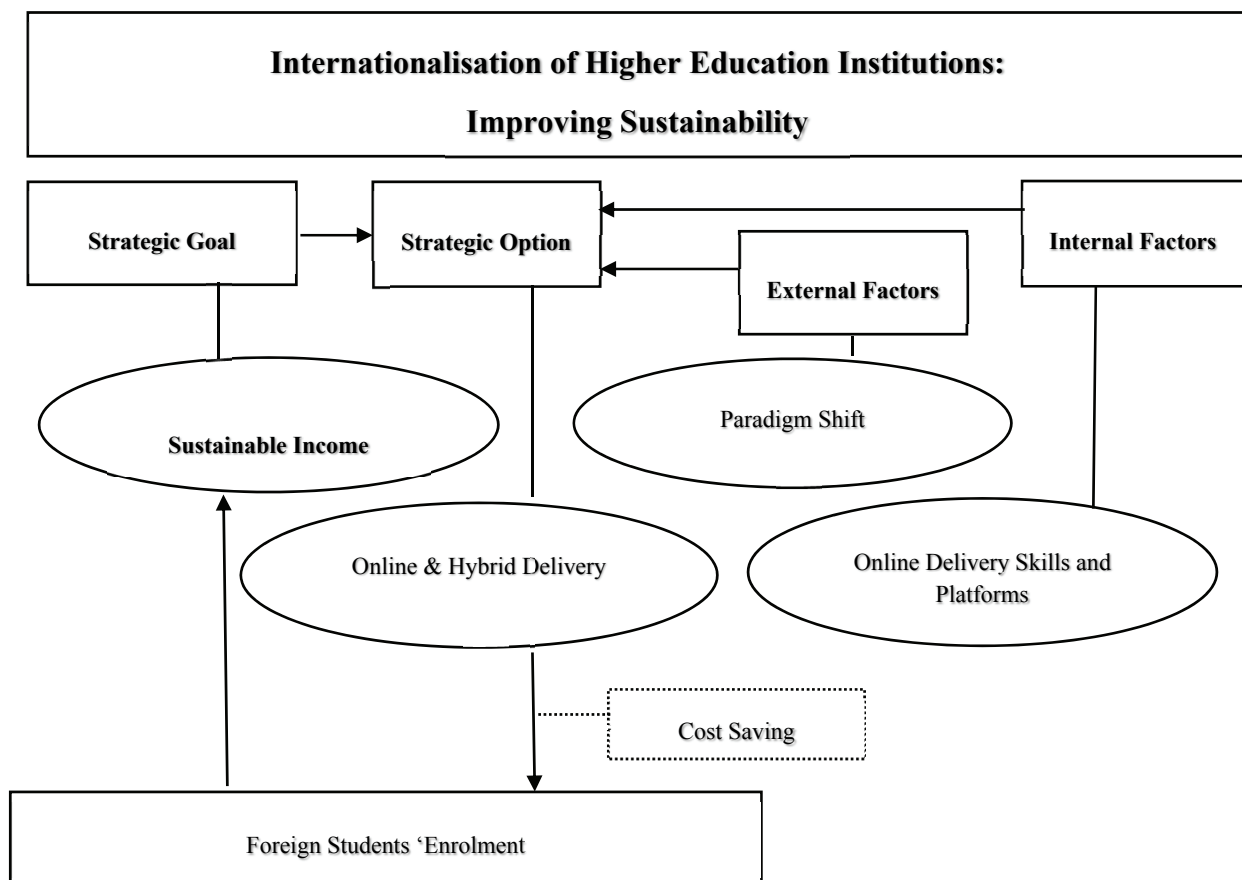 Internationalisation of Higher Education Institutions:
Improving Sustainability
Strategic Goal
Strategic Option
Internal Factors
External Factors
Sustainable Income
Paradigm Shift
Online & Hybrid Delivery
Online Delivery Skills and
Platforms
Cost Saving
Foreign Students ‘Enrolment